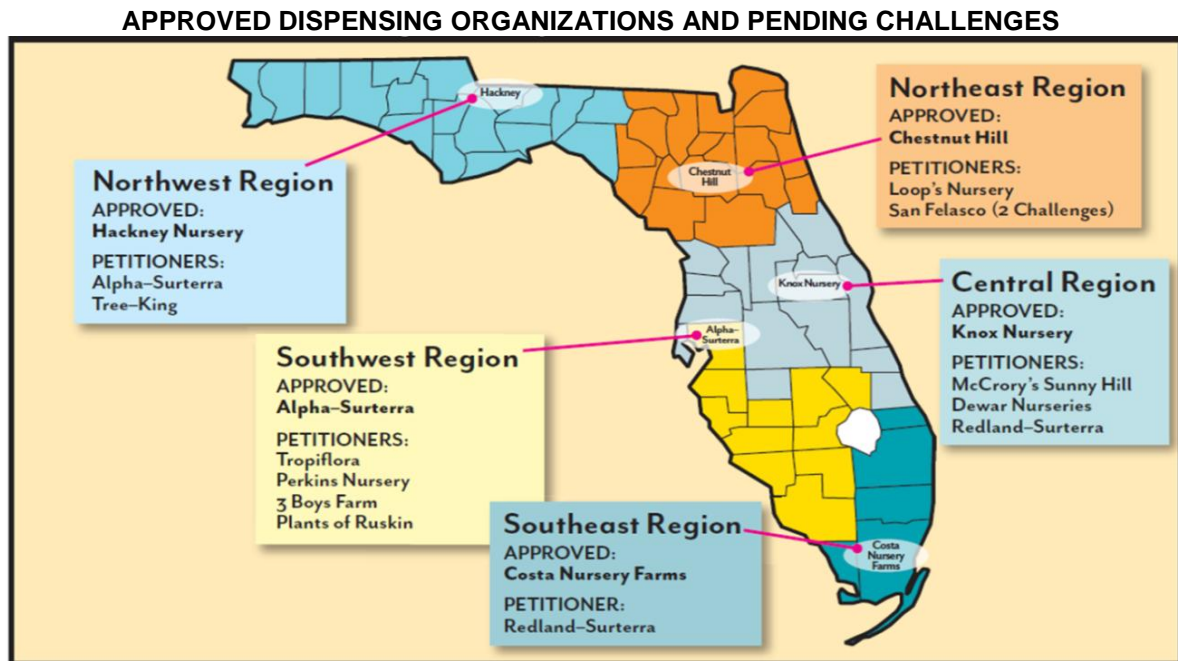 APPROVED DISPENSING ORGANIZATIONS AND PENDING CHALLENGES
Hackney
Northeast Region
APPROVED:
Chestnut Hill
PETITIONERS:
Loop's Nursery
San Felasco (2 Challenges)
Chestnut
Hill
Northwest Region
APPROVED:
Hackney Nursery
PETITIONERS:
Alpha–Surterra
Tree–King
Knox Nursery
Central Region
APPROVED:
Knox Nursery
PETITIONERS:
McCrory's Sunny Hill
Dewar Nurseries
Redland–Surterra
Alpha–
Surterra
Southwest Region
APPROVED:
Alpha–Surterra
PETITIONERS:
Tropiflora
Perkins Nursery
3 Boys Farm
Plants of Ruskin
Southeast Region
APPROVED:
Costa Nursery Farms
PETITIONER:
Redland–Surterra
Costa
Nursery
Farms